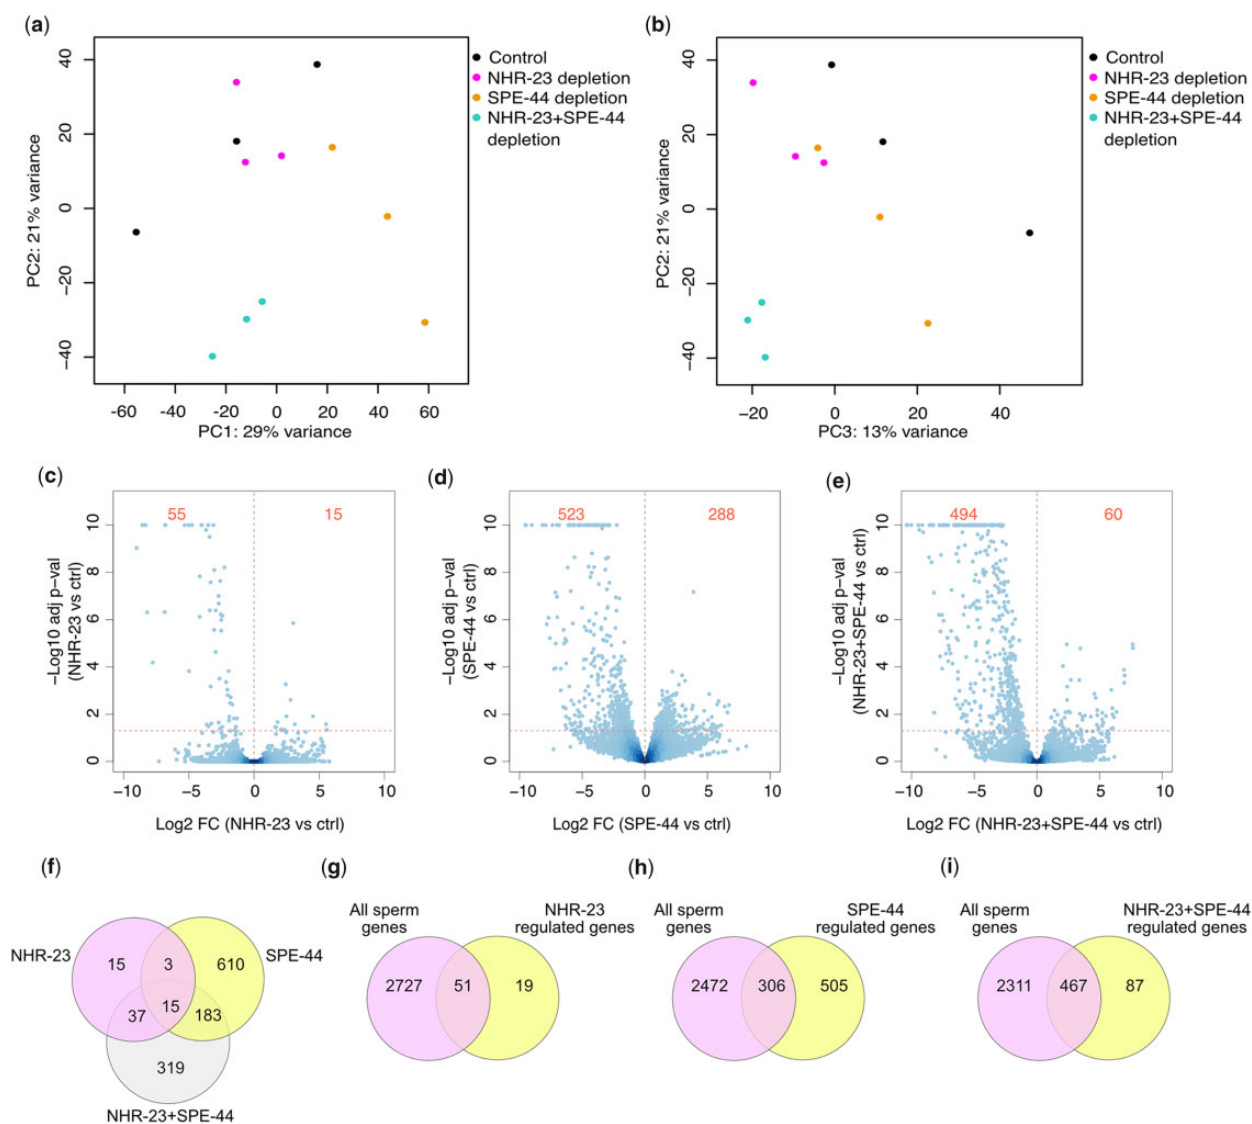 (a)
PC2: 21% variance
40
20
0
−20
−40
-60 -40 -20 0 20 40 60
PC1: 29% variance
Control
NHR-23 depletion
SPE-44 depletion
NHR-23+SPE-44
depletion
(b)
PC2: 21% variance
40
20
0
−20
−40
−20 0 20 40
PC3: 13% variance
Control
NHR-23 depletion
SPE-44 depletion
NHR-23+SPE-44
depletion
(c)
−Log10 adj p-val
(NHR-23 vs ctrl)
55 15
10
8
6
4
2
0
−10 −5 0 5 10
Log2 FC (NHR-23 vs ctrl)
(d)
−Log10 adj p-val
(SPE-44 vs ctrl)
523 288
10
8
6
4
2
0
−10 −5 0 5 10
Log2 FC (SPE-44 vs ctrl)
(e)
−Log10 adj p-val
(NHR-23+SPE-44 vs ctrl)
494 60
10
8
6
4
2
0
−10 −5 0 5 10
Log2 FC (NHR-23+SPE-44 vs ctrl)
(f)
NHR-23 15 3 610 SPE-44
37 15 183
319
NHR-23+SPE-44
(g)
All sperm
genes
NHR-23
regulated genes
2727 51 19
(h)
All sperm
genes
SPE-44
regulated genes
2472 306 505
(i)
All sperm
genes
NHR-23+SPE-44
regulated genes
2311 467 87